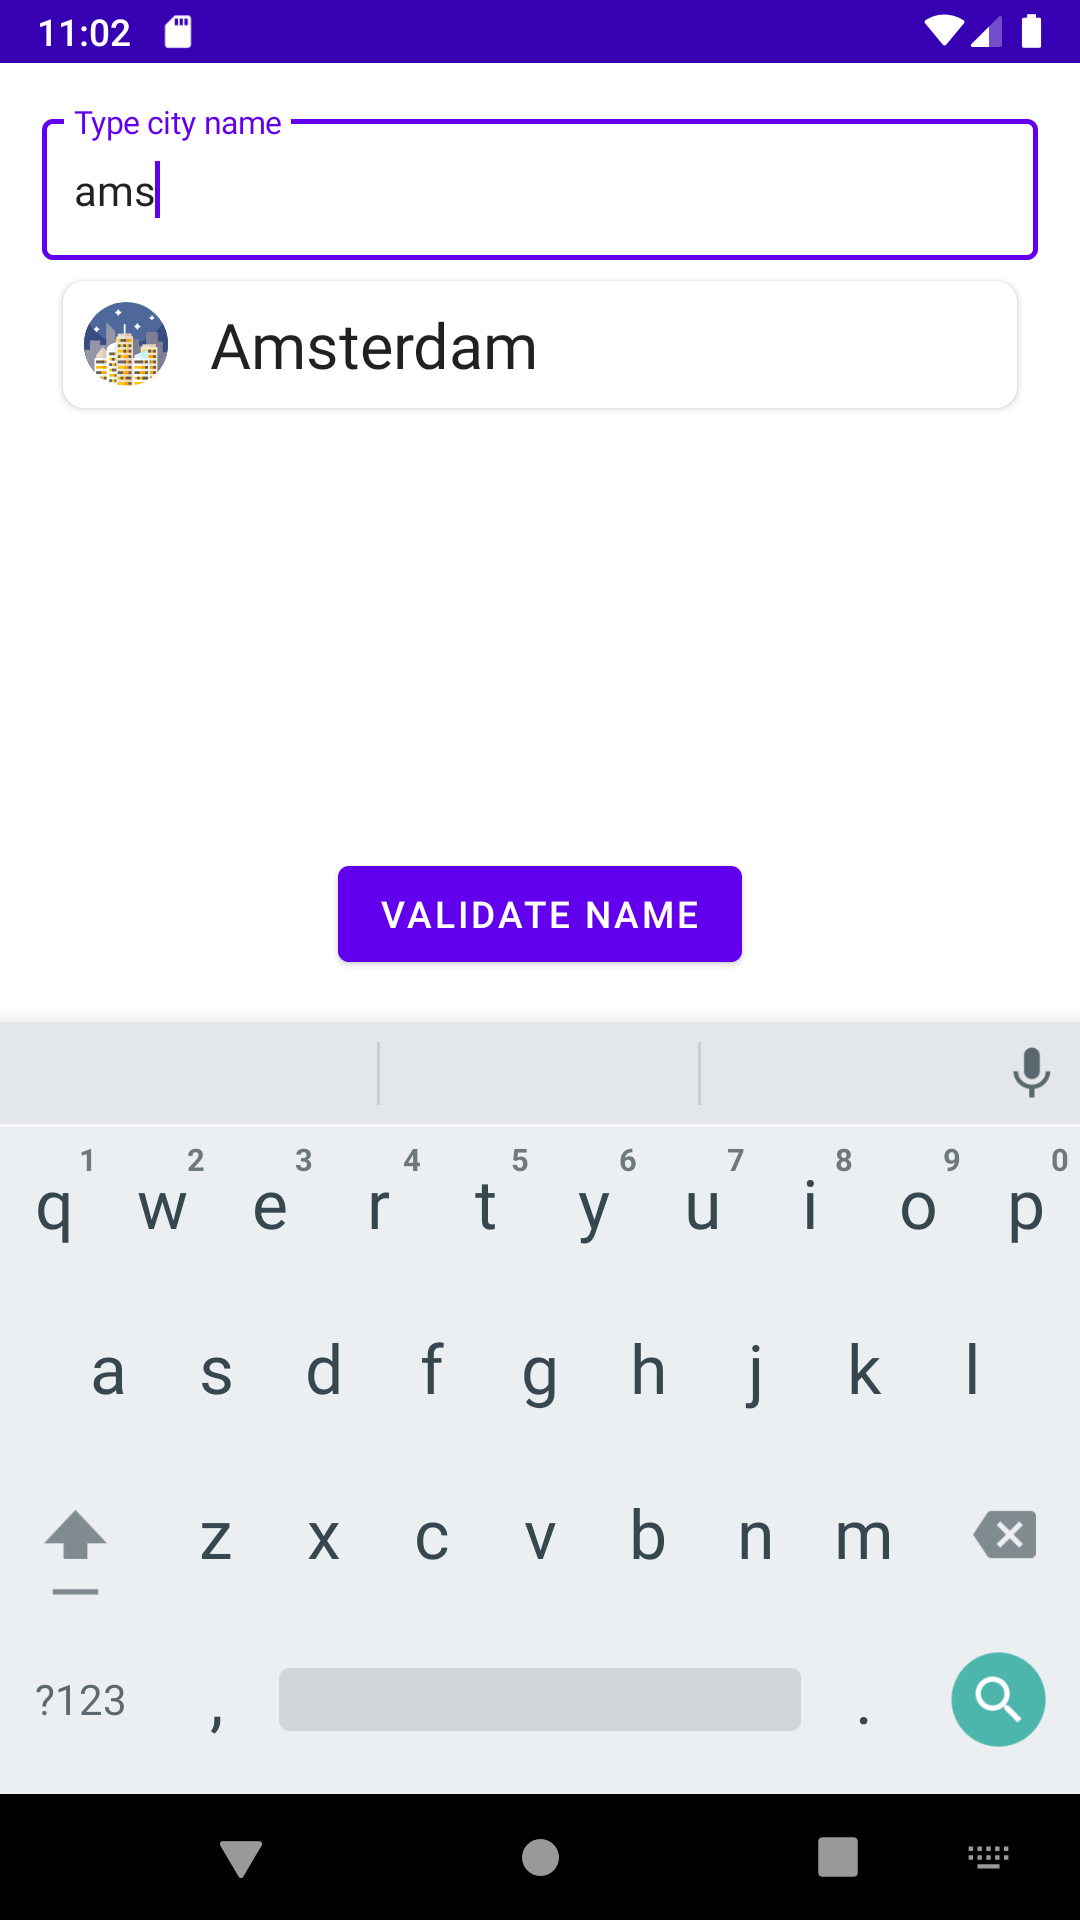 11:02
Type city name
ams
Amsterdam
VALIDATE NAME
1 2 3 4 5 6 7 8 9 0
q w e r t y u i o p
a s d f g h j k l
z x c v b n m
?123 , .